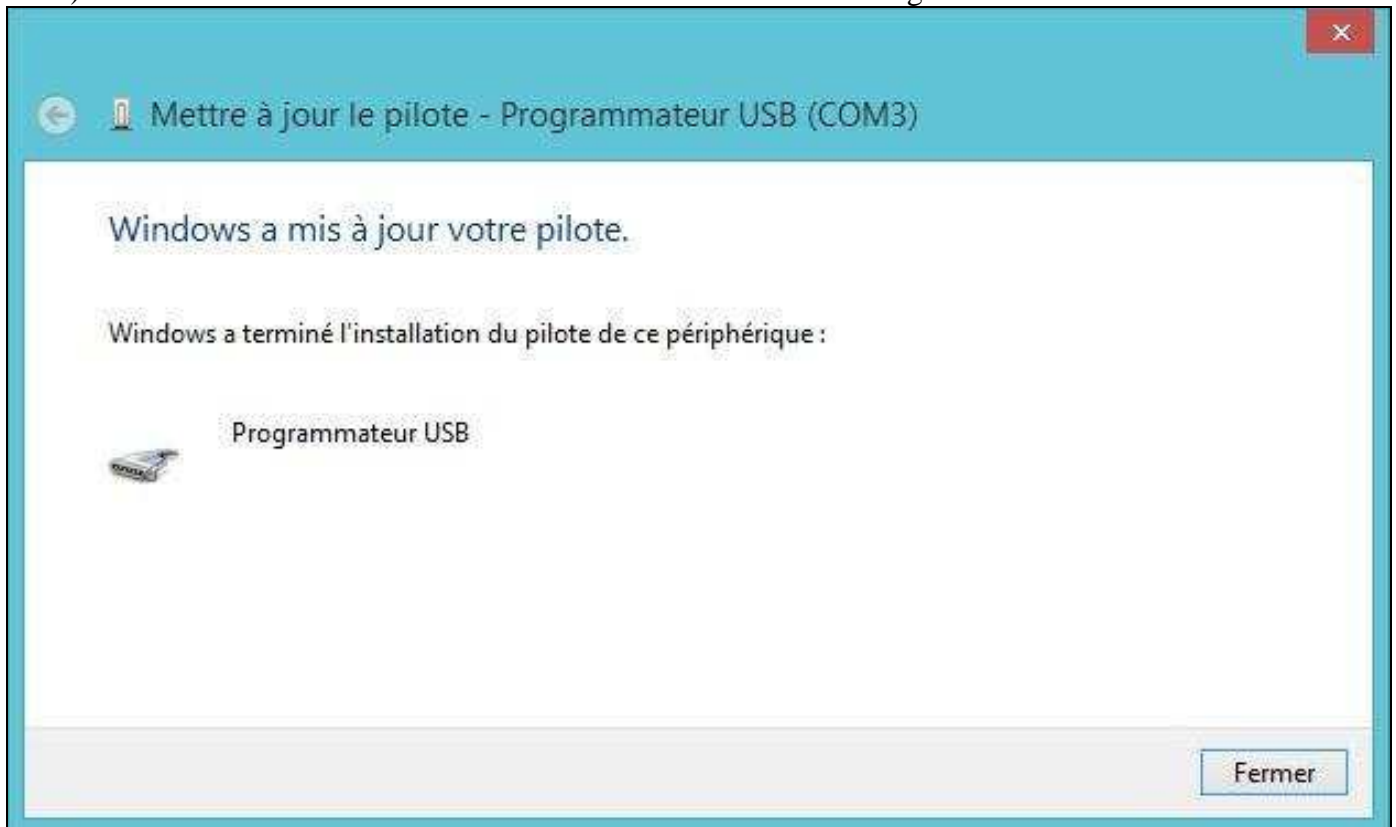 Mettre à jour le pilote - Programmateur USB (COM3)
Windows a mis à jour votre pilote.
Windows a terminé l'installation du pilote de ce périphérique :
Programmateur USB
Fermer